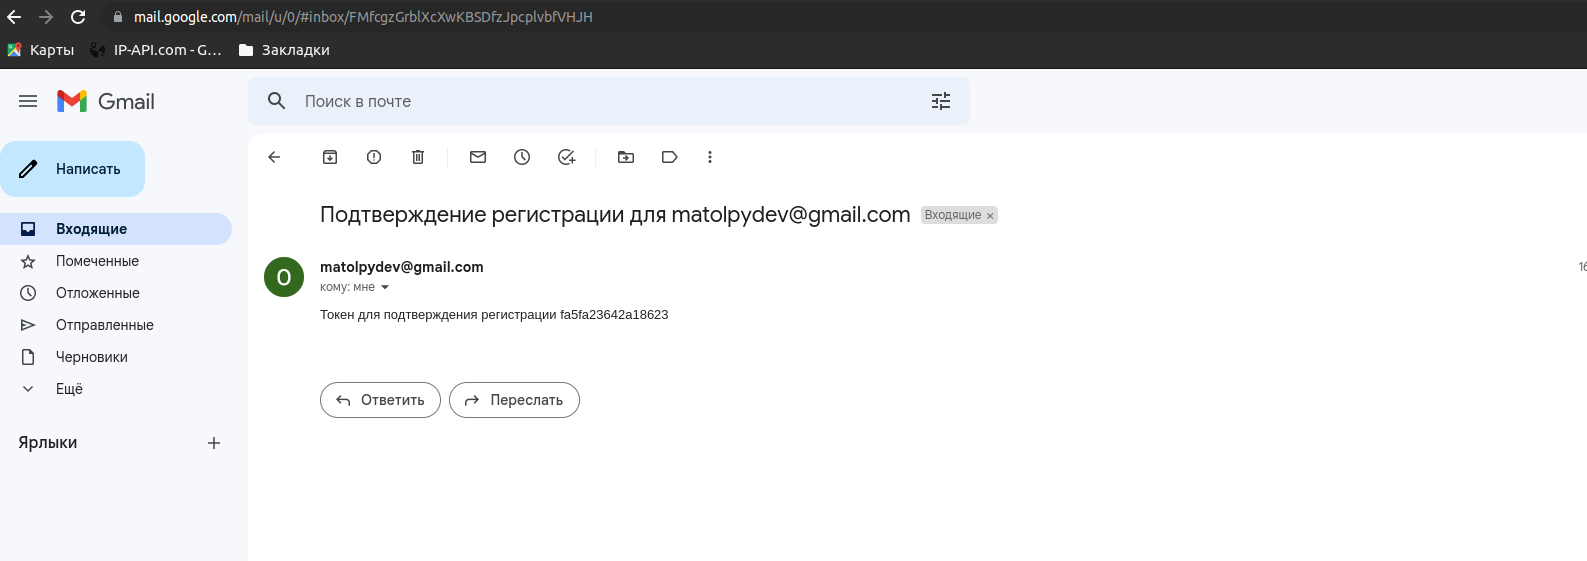 mail.google.com/mail/u/0/#inbox/FMfcgzGrblXcXwKBSDfzJpcplvbfVHJH
Карты IP-API.com - G... Закладки
Gmail
Поиск в почте
Написать
Входящие
Помеченные
Отложенные
Отправленные
Черновики
Ещё
Ярлыки
Подтверждение регистрации для matolpydev@gmail.com Входящие ×
O
matolpydev@gmail.com
16
кому: мне
Токен для подтверждения регистрации fa5fa23642a18623
Ответить Переслать